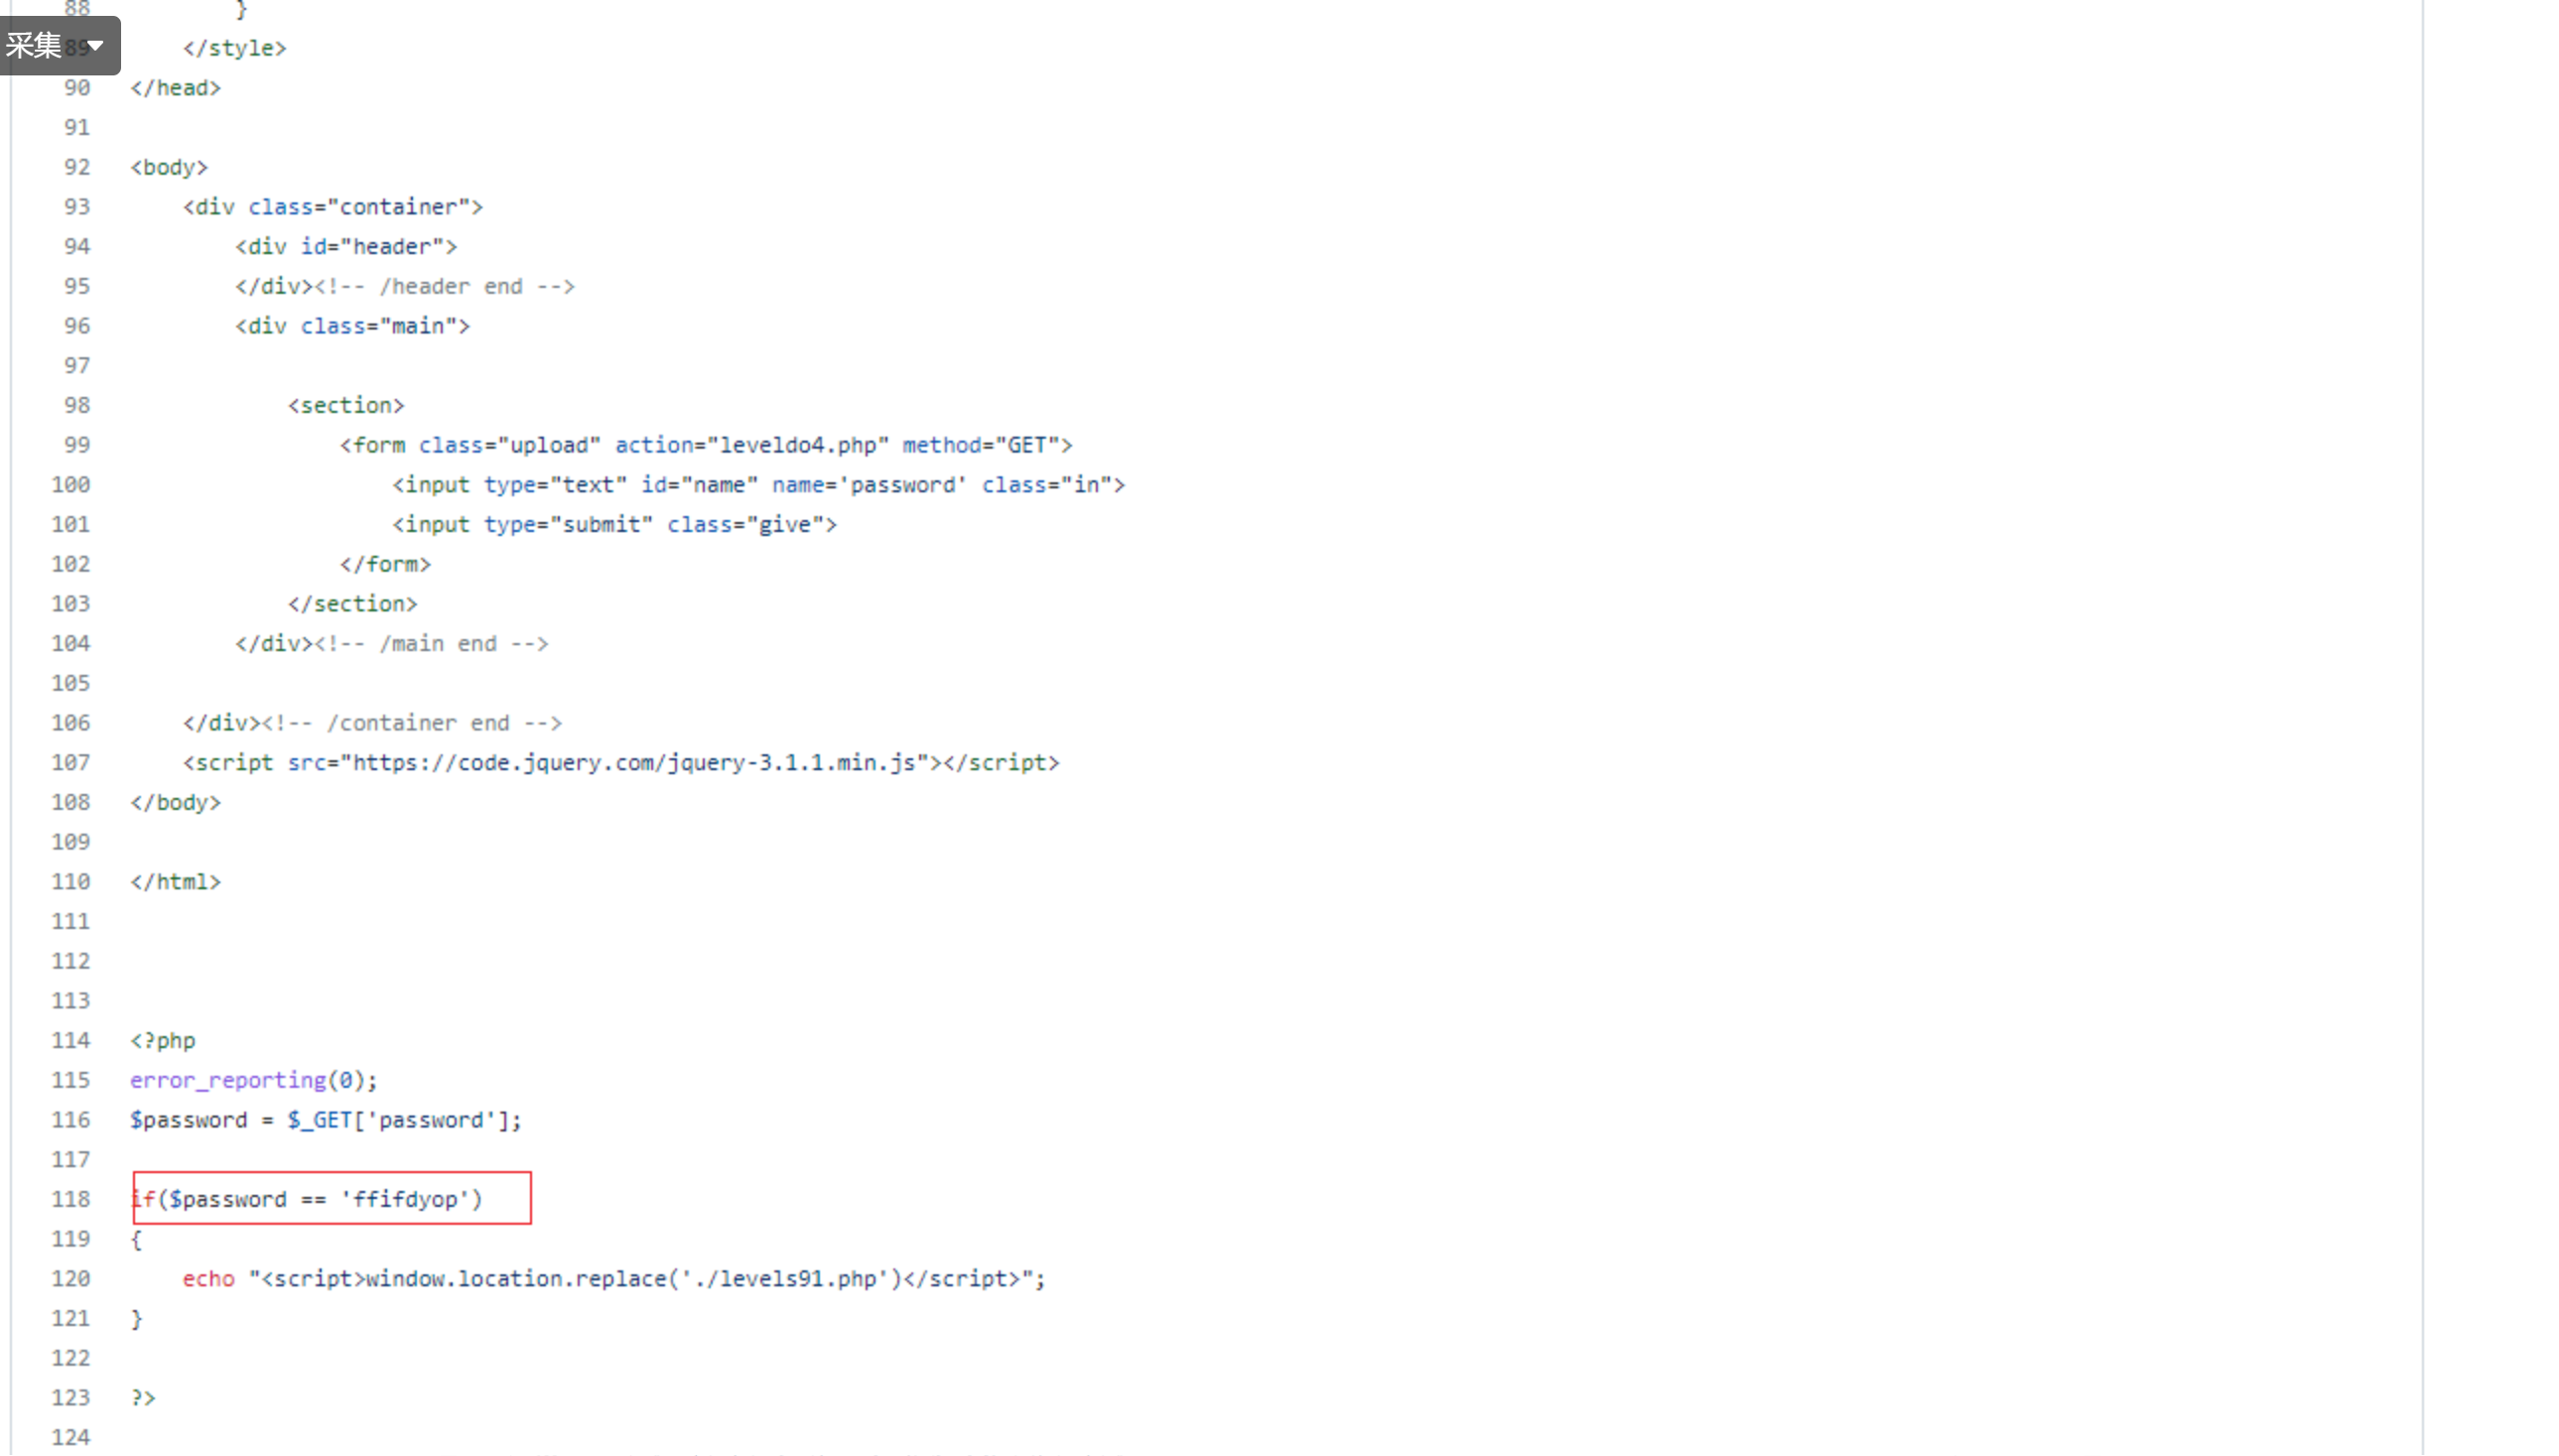 88 }
采集
89 </style>
90 </head>
91
92 <body>
93 <div class="container">
94 <div id="header">
95 </div><!-- /header end -->
96 <div class="main">
97
98 <section>
99 <form class="upload" action="leveldo4.php" method="GET">
100 <input type="text" id="name" name='password' class="in">
101 <input type="submit" class="give">
102 </form>
103 </section>
104 </div><!-- /main end -->
105
106 </div><!-- /container end -->
107 <script src="https://code.jquery.com/jquery-3.1.1.min.js"></script>
108 </body>
109
110 </html>
111
112
113
114 <?php
115 error_reporting(0);
116 $password = $_GET['password'];
117
118 if($password == 'ffifdyop')
119 {
120 echo "<script>window.location.replace('./levels91.php')</script>";
121 }
122
123 ?>
124